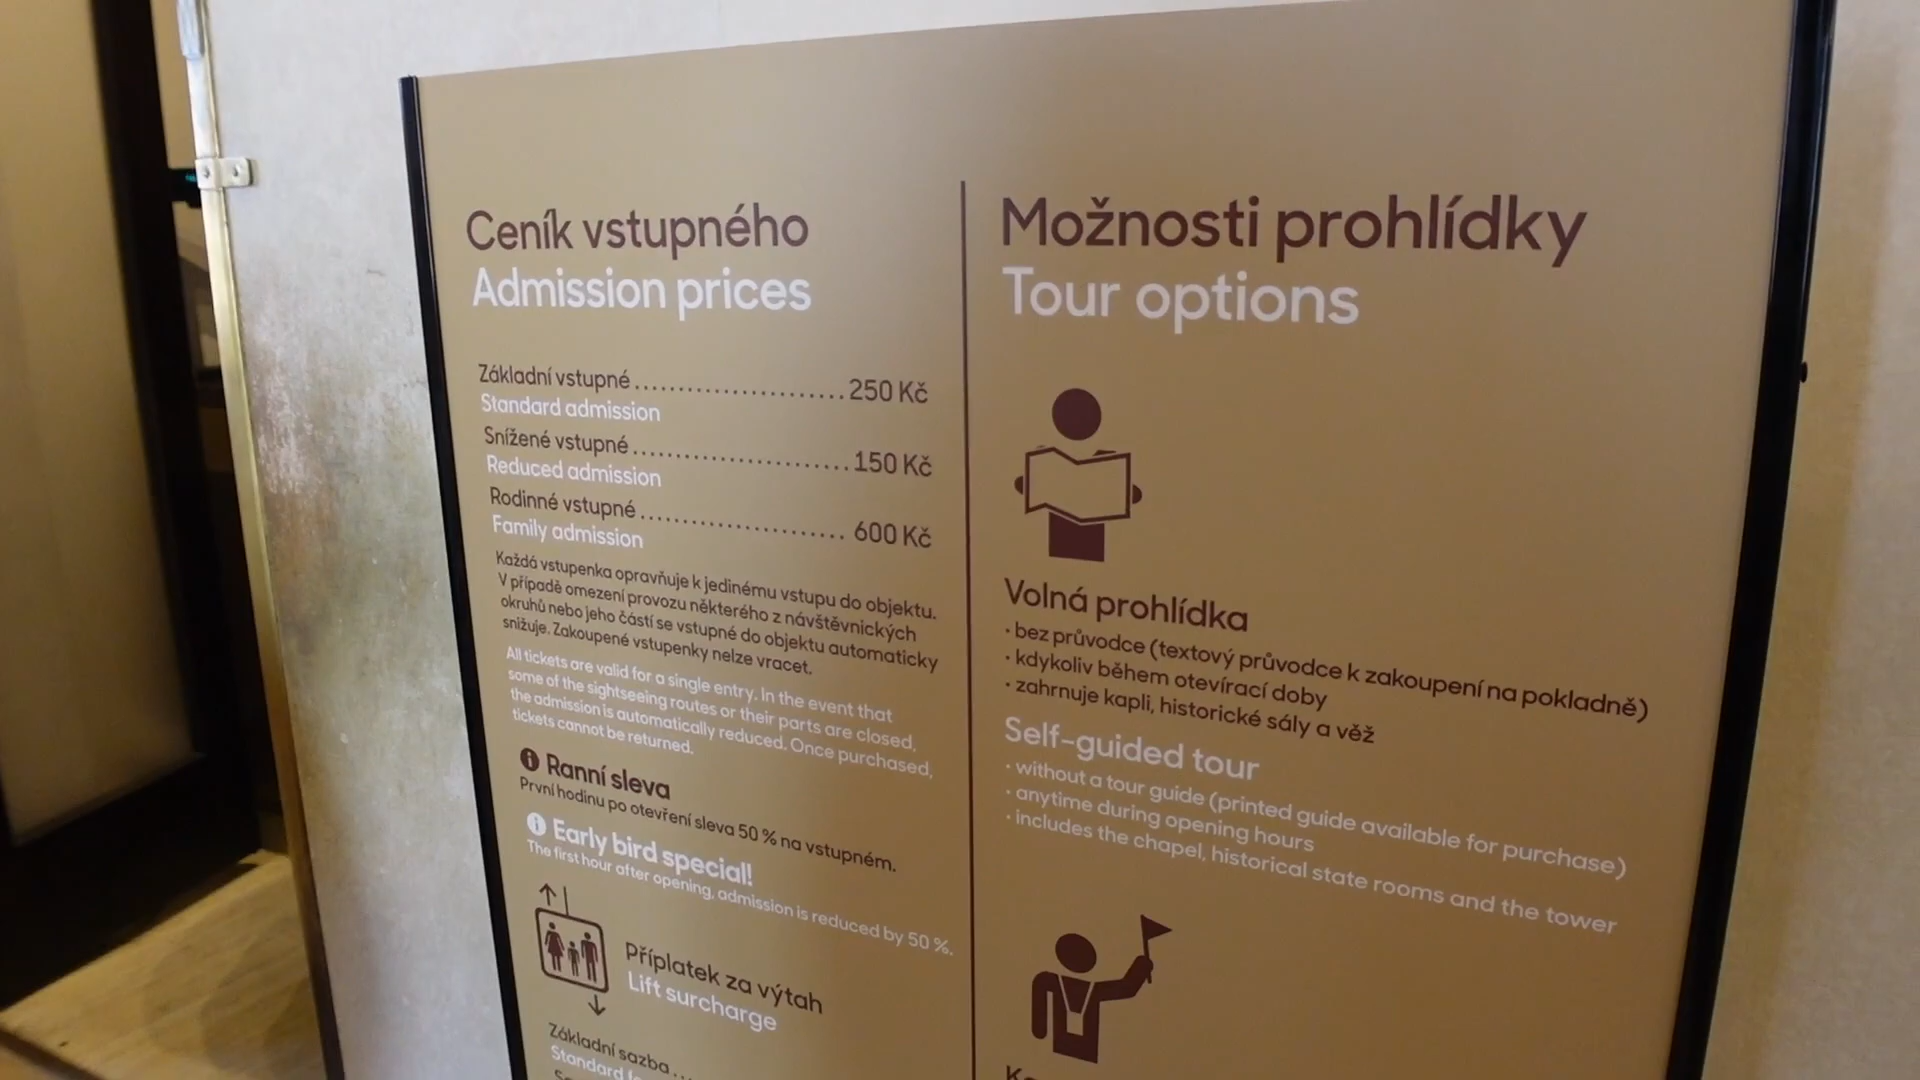 Ceník vstupného
Admission prices
Základní vstupné ........................ 250 Kč
Standard admission
Snížené vstupné ........................ 150 Kč
Reduced admission
Rodinné vstupné ........................ 600 Kč
Family admission
Každá vstupenka opravňuje k jedinému vstupu do objektu.
V případě omezení provozu některého z návštěvnických
okruhů nebo jeho částí se vstupné do objektu automaticky
snižuje. Zakoupené vstupenky nelze vracet.
All tickets are valid for a single entry. In the event that
some of the sightseeing routes or their parts are closed,
the admission is automatically reduced. Once purchased,
tickets cannot be returned.
Ranní sleva
První hodinu po otevření sleva 50 % na vstupném.
Early bird special!
The first hour after opening, admission is reduced by 50 %.
Příplatek za výtah
Lift surcharge
Základní sazba ...
Standard
Možnosti prohlídky
Tour options
Volná prohlídka
• bez průvodce (textový průvodce k zakoupení na pokladně)
• kdykoliv během otevírací doby
• zahrnuje kapli, historické sály a věž
Self-guided tour
• without a tour guide (printed guide available for purchase)
• anytime during opening hours
• includes the chapel, historical state rooms and the tower